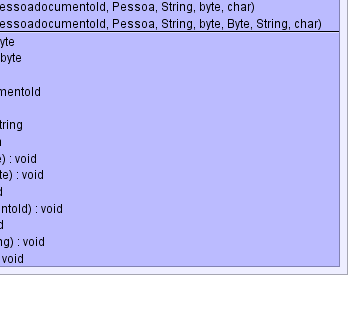 essoadocumentoId, Pessoa, String, byte, char)
essoadocumentoId, Pessoa, String, byte, Byte, String, char)
yte
byte
mentoId
tring
) : void
te) : void
ntoId) : void
ng) : void
void